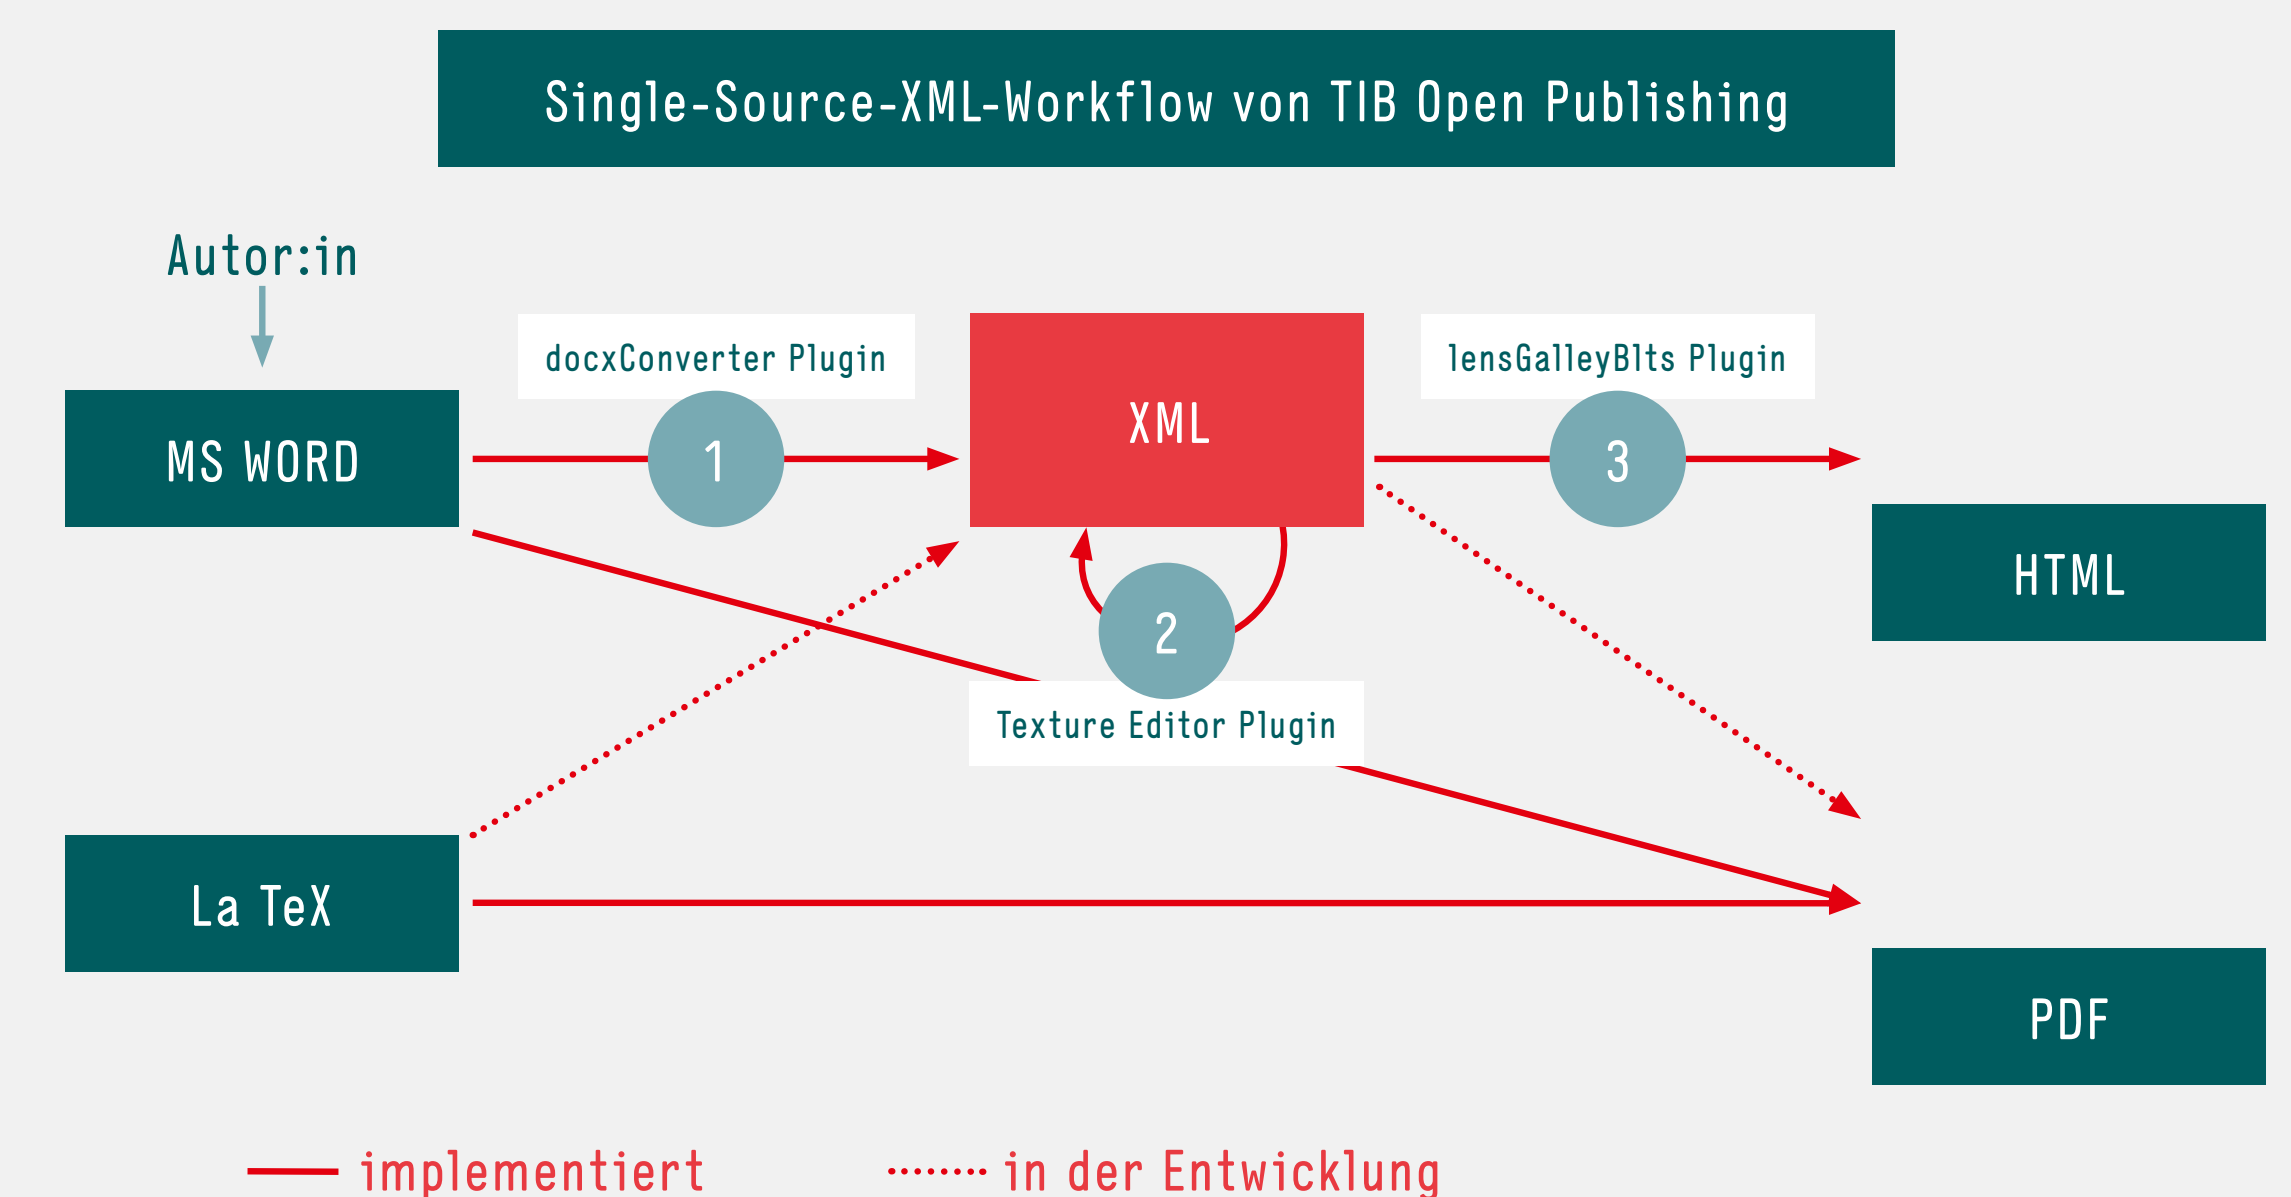 Single-Source-XML-Workflow von TIB Open Publishing
Autor:in
docxConverter Plugin
lensGalleyBlts Plugin
XML
MS WORD
1
3
HTML
2
Texture Editor Plugin
La TeX
PDF
implementiert
in der Entwicklung